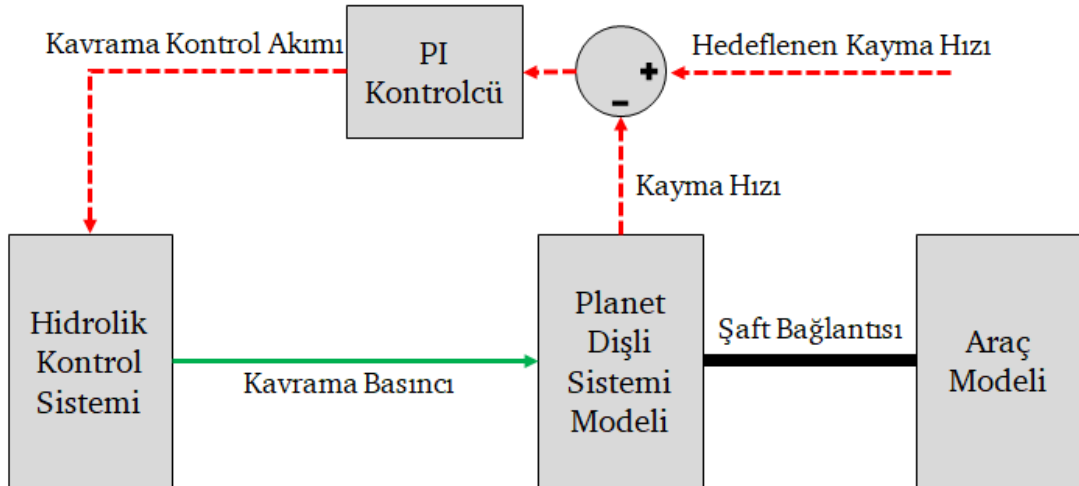 Kavrama Kontrol Akımı
PI
Kontrolcü
+
−
Hedeflenen Kayma Hızı
Kayma Hızı
Hidrolik
Kontrol
Sistemi
Kavrama Basıncı
Planet
Dişli
Sistemi
Modeli
Şaft Bağlantısı
Araç
Modeli